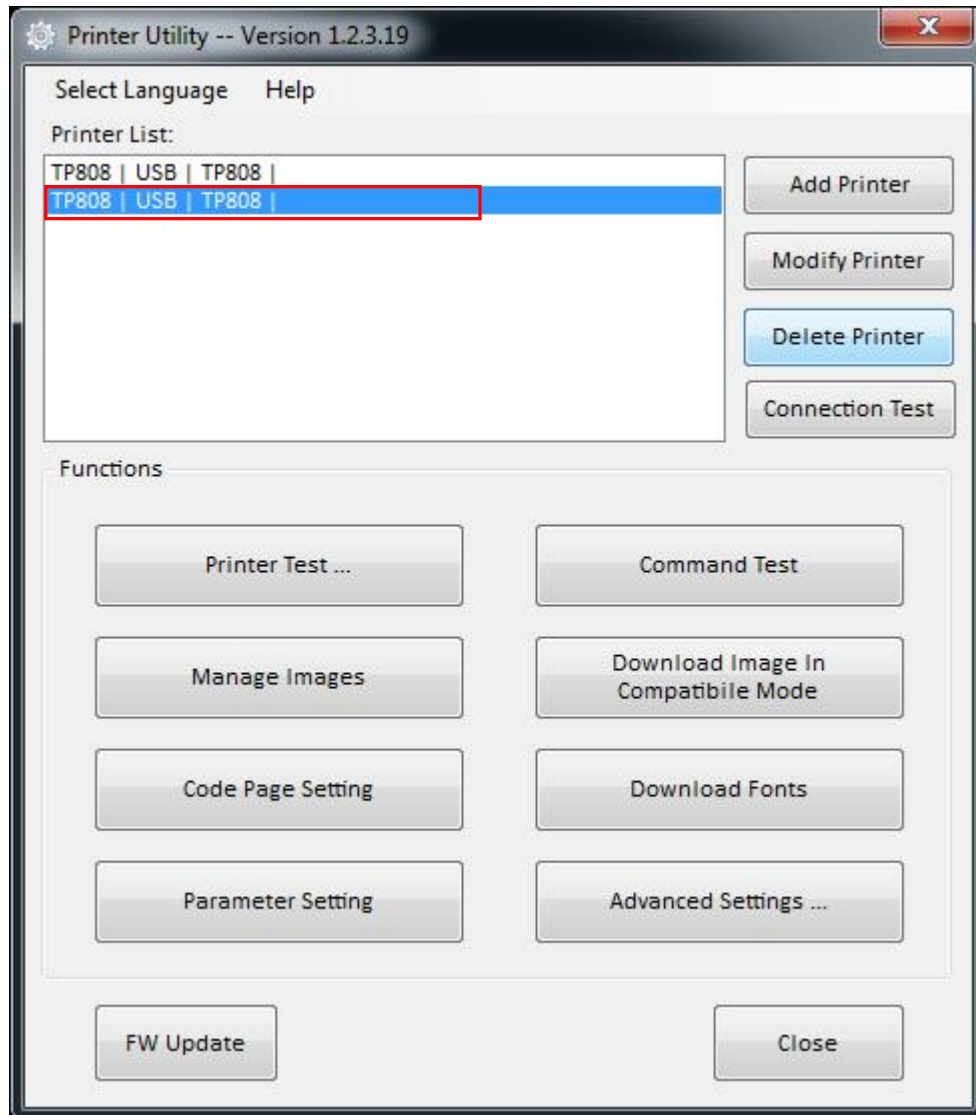 Printer Utility -- Version 1.2.3.19
Select Language Help
Printer List:
TP808 | USB | TP808 |
TP808 | USB | TP808 |
Add Printer
Modify Printer
Delete Printer
Connection Test
Functions
Printer Test ...
Command Test
Manage Images
Download Image In
Compatibile Mode
Code Page Setting
Download Fonts
Parameter Setting
Advanced Settings ...
FW Update
Close